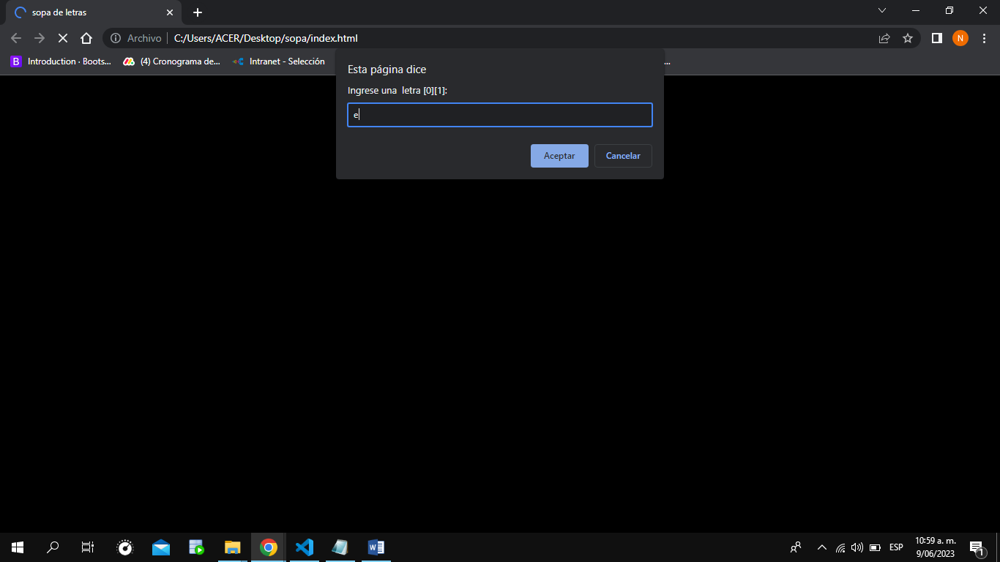 sopa de letras
Archivo C:/Users/ACER/Desktop/sopa/index.html
N
B Introduction · Boots... (4) Cronograma de... Intranet - Selección ...
Esta página dice
Ingrese una  letra [0][1]:
e
Aceptar Cancelar
ESP
10:59 a. m.
9/06/2023
1